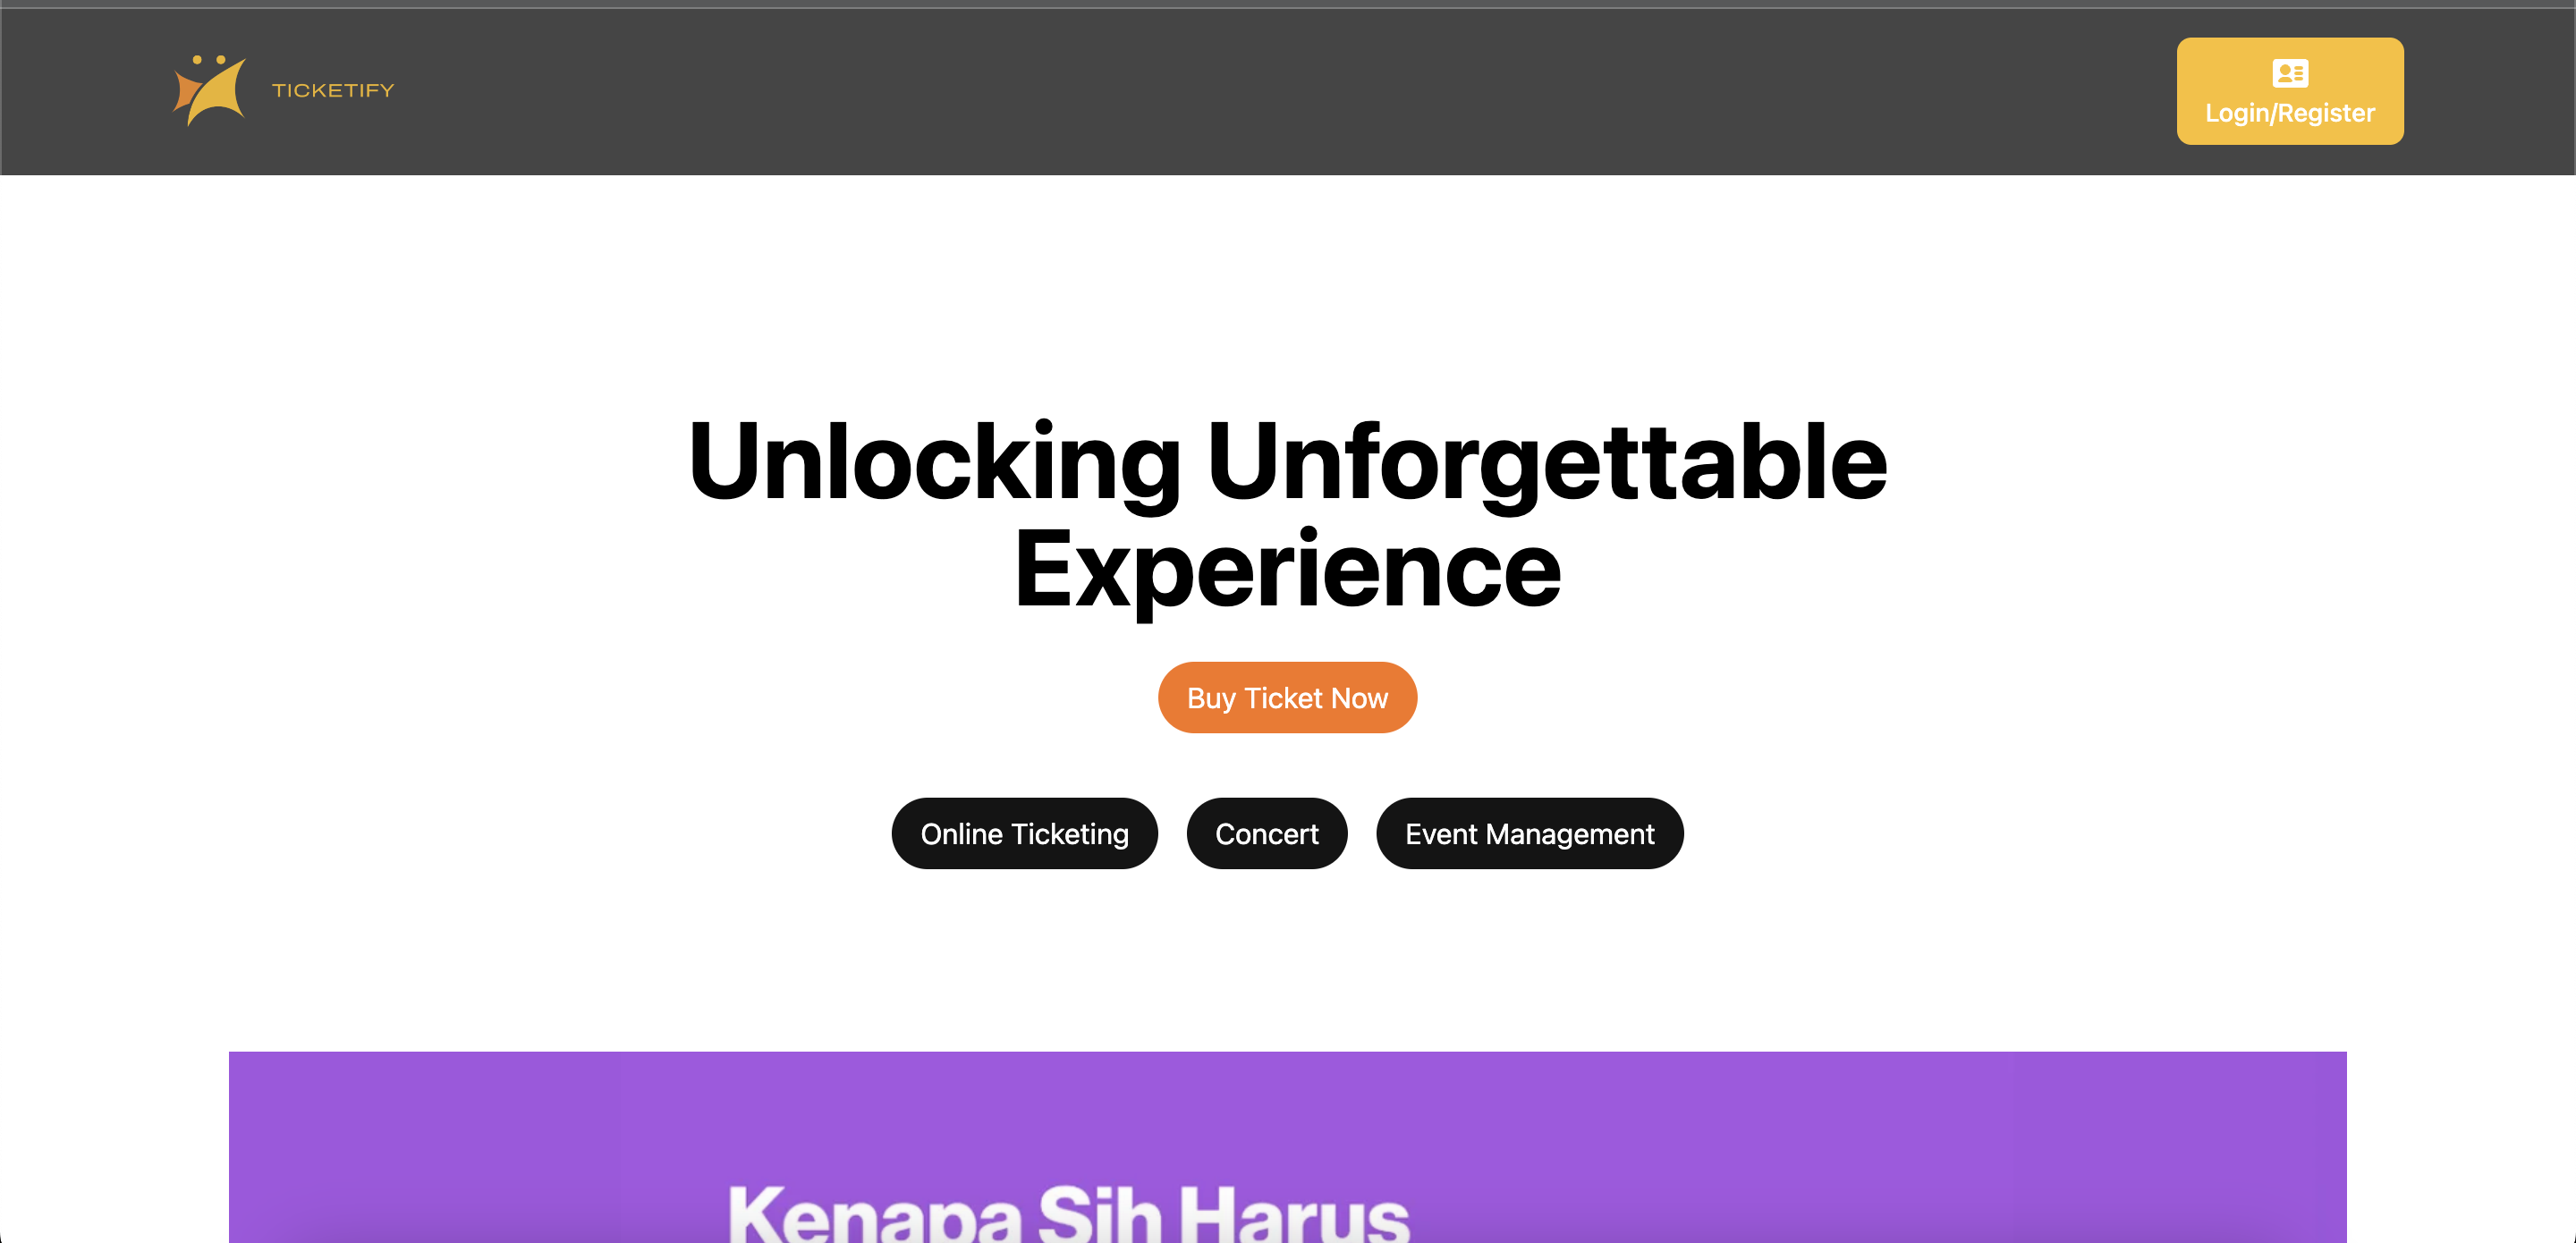 TICKETIFY
Login/Register
Unlocking Unforgettable
Experience
Buy Ticket Now
Online Ticketing
Concert
Event Management
Kenapa Sih Harus